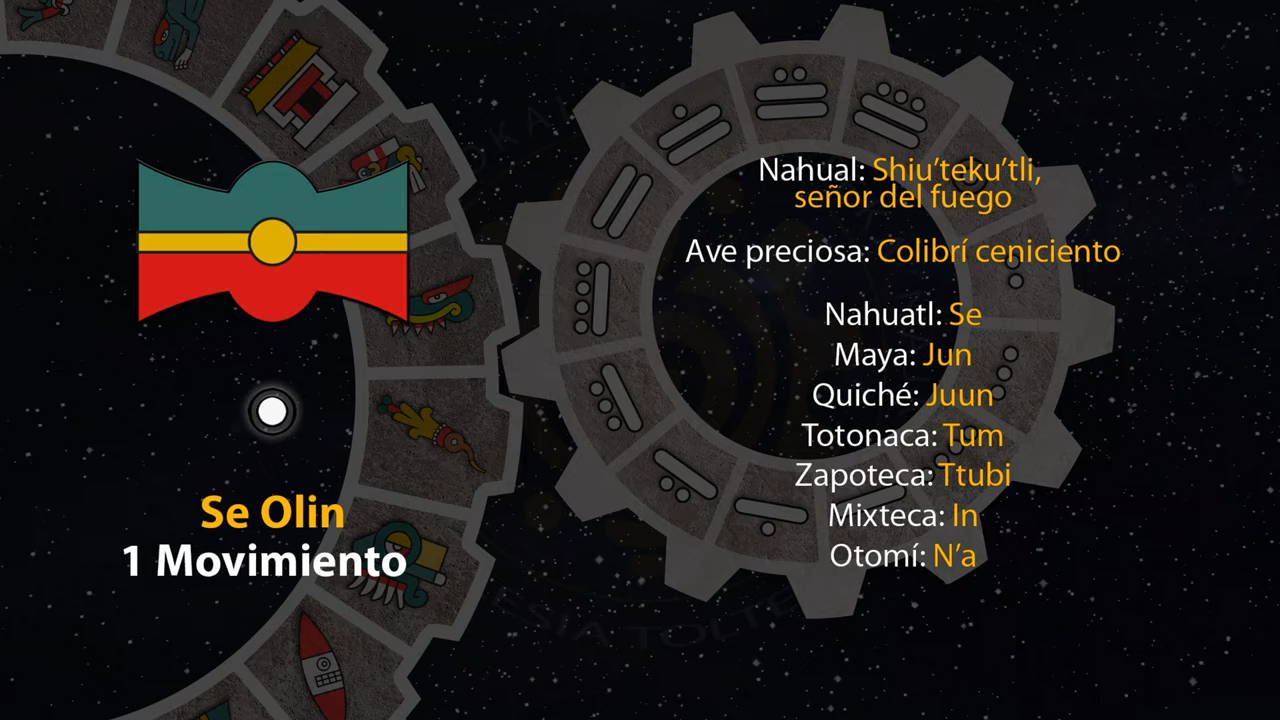 Se Olin
1 Movimiento
Nahual: Shiu’teku’tli,
señor del fuego
Ave preciosa: Colibrí ceniciento
Nahuatl: Se
Maya: Jun
Quiché: Juun
Totonaca: Tum
Zapoteca: Ttubi
Mixteca: In
Otomí: N’a